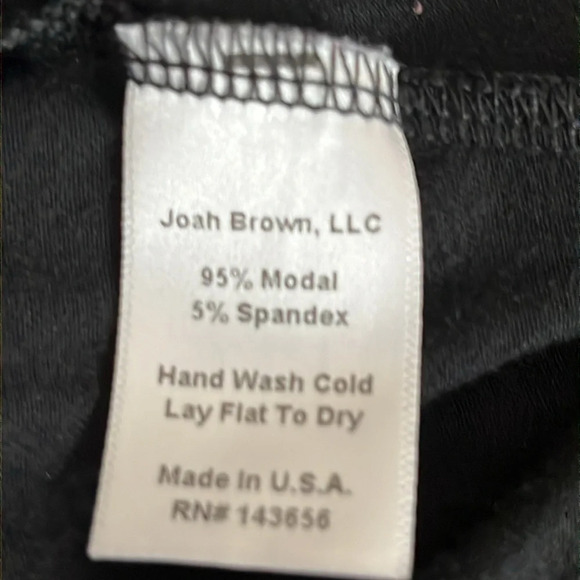 Joah Brown, LLC
95% Modal
5% Spandex
Hand Wash Cold
Lay Flat To Dry
Made In U.S.A.
RN# 143656